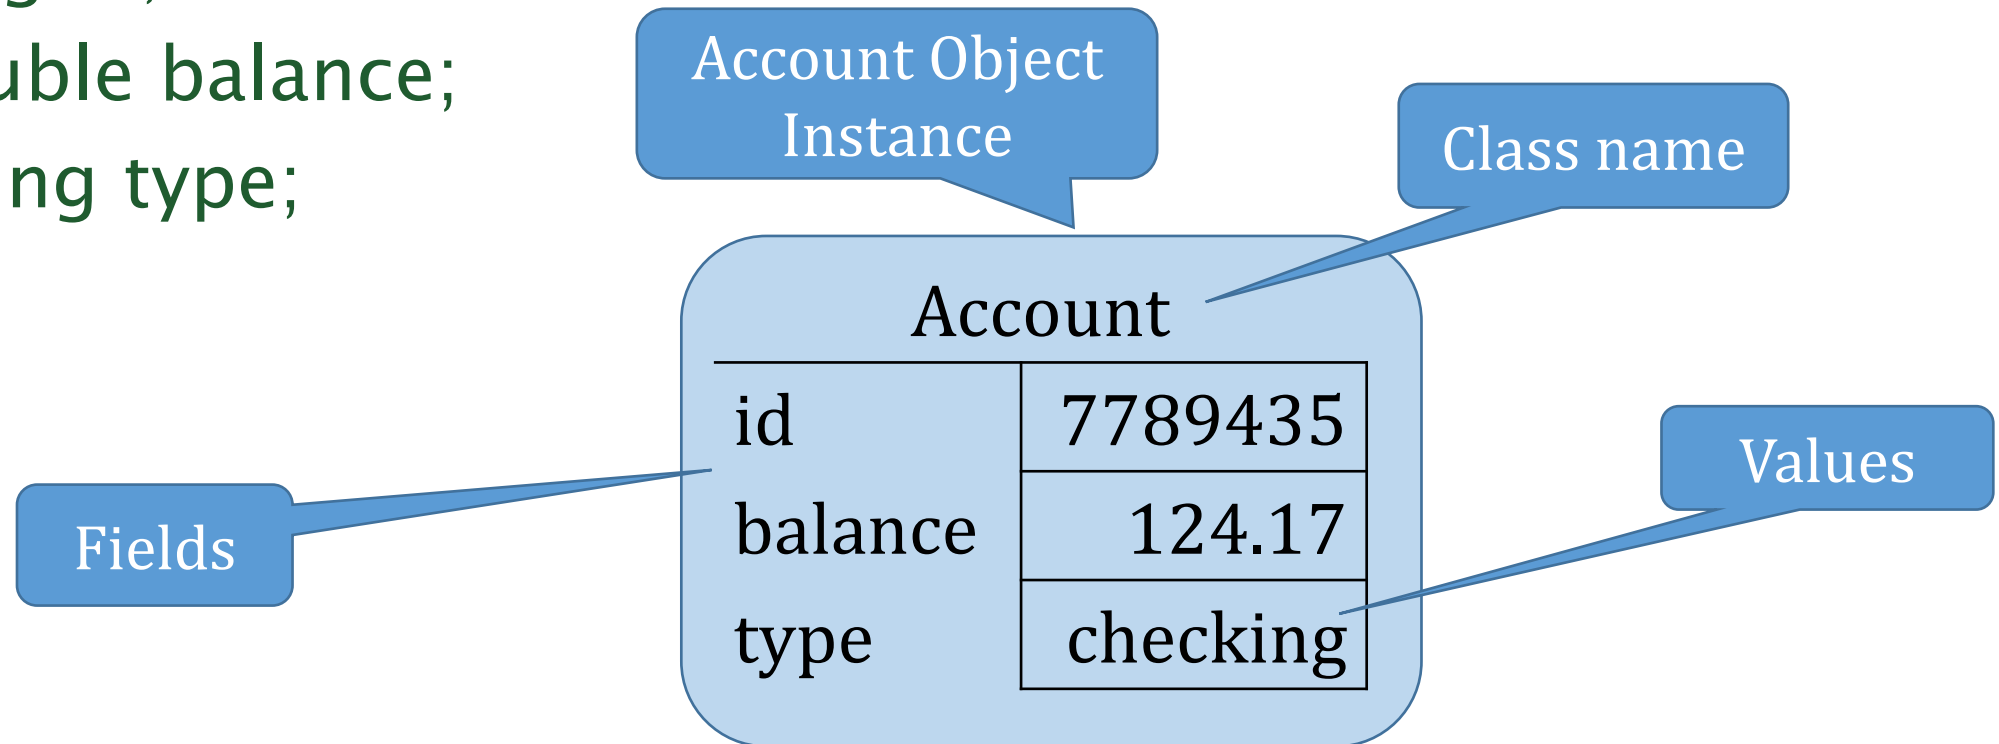 uble balance;
ng type;
Account Object
Instance
Class name
Account
id 7789435
balance 124.17
type checking
Fields
Values